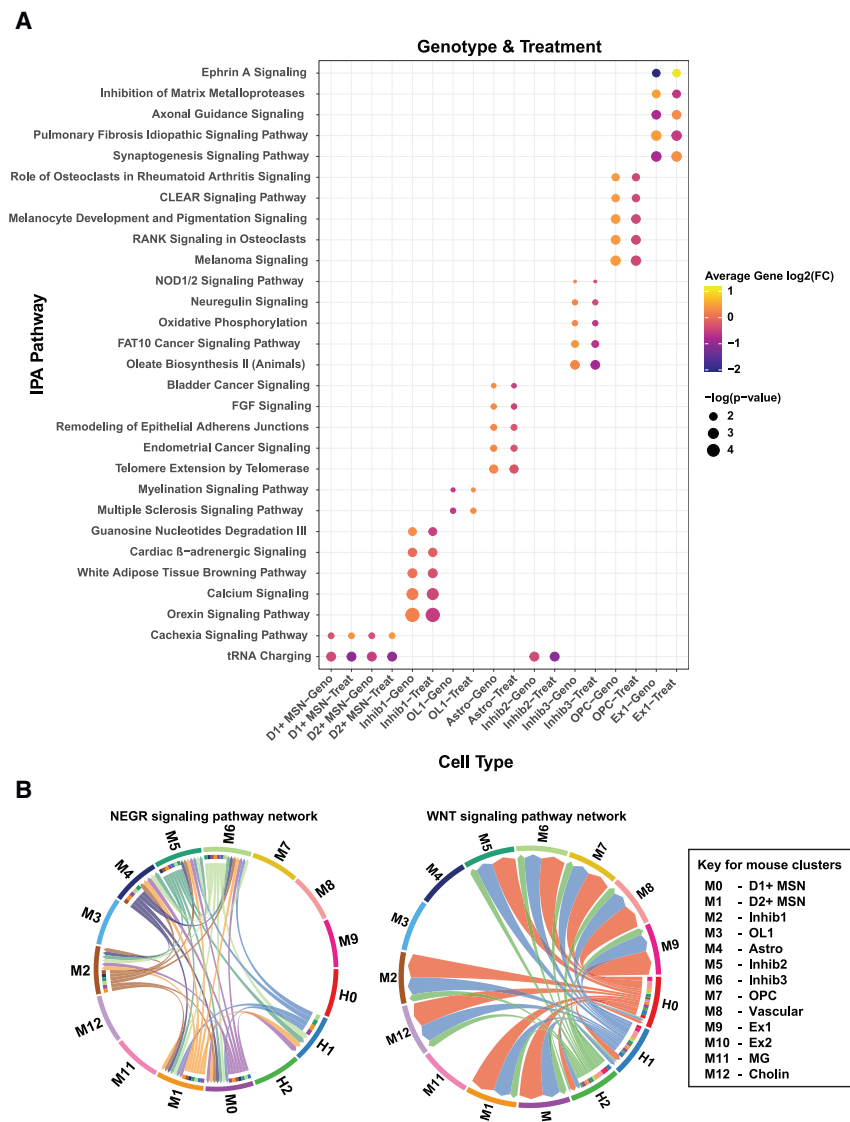 A
Genotype & Treatment
Ephrin A Signaling
Inhibition of Matrix Metalloproteases
Axonal Guidance Signaling
Pulmonary Fibrosis Idiopathic Signaling Pathway
Synaptogenesis Signaling Pathway
Role of Osteoclasts in Rheumatoid Arthritis Signaling
CLEAR Signaling Pathway
Melanocyte Development and Pigmentation Signaling
RANK Signaling in Osteoclasts
Melanoma Signaling
NOD1/2 Signaling Pathway
Neuregulin Signaling
Oxidative Phosphorylation
FAT10 Cancer Signaling Pathway
Oleate Biosynthesis II (Animals)
Bladder Cancer Signaling
FGF Signaling
Remodeling of Epithelial Adherens Junctions
Endometrial Cancer Signaling
Telomere Extension by Telomerase
Myelination Signaling Pathway
Multiple Sclerosis Signaling Pathway
Guanosine Nucleotides Degradation III
Cardiac ß−adrenergic Signaling
White Adipose Tissue Browning Pathway
Calcium Signaling
Orexin Signaling Pathway
Cachexia Signaling Pathway
tRNA Charging
IPA Pathway
D1+ MSN−Geno
D1+ MSN−Treat
D2+ MSN−Geno
D2+ MSN−Treat
Inhib1−Geno
Inhib1−Treat
OL1−Geno
OL1−Treat
Astro−Geno
Astro−Treat
Inhib2−Geno
Inhib2−Treat
Inhib3−Geno
Inhib3−Treat
OPC−Geno
OPC−Treat
Ex1−Geno
Ex1−Treat
Cell Type
Average Gene log2(FC)
1
0
−1
−2
−log(p−value)
2
3
4
B
NEGR signaling pathway network
M6
M7
M8
M9
H0
H1
H2
M0
M1
M11
M12
M2
M3
M4
M5
WNT signaling pathway network
M6
M7
M8
M9
H0
H1
H2
M
M1
M11
M12
M2
M3
M4
M5
Key for mouse clusters
M0 - D1+ MSN
M1 - D2+ MSN
M2 - Inhib1
M3 - OL1
M4 - Astro
M5 - Inhib2
M6 - Inhib3
M7 - OPC
M8 - Vascular
M9 - Ex1
M10 - Ex2
M11 - MG
M12 - Cholin